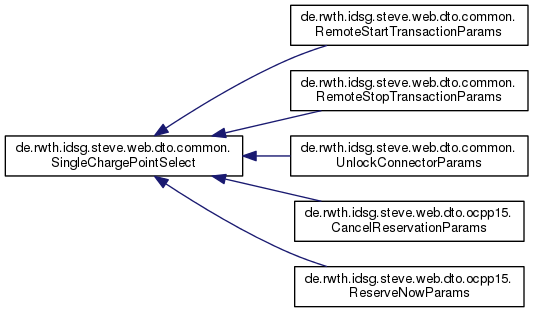 de.rwth.idsg.steve.web.dto.common.
RemoteStartTransactionParams
de.rwth.idsg.steve.web.dto.common.
RemoteStopTransactionParams
de.rwth.idsg.steve.web.dto.common.
SingleChargePointSelect
de.rwth.idsg.steve.web.dto.common.
UnlockConnectorParams
de.rwth.idsg.steve.web.dto.ocpp15.
CancelReservationParams
de.rwth.idsg.steve.web.dto.ocpp15.
ReserveNowParams